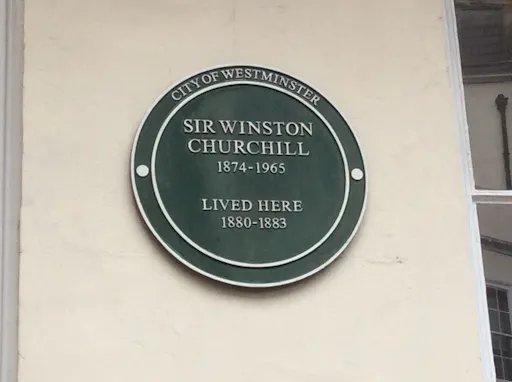 CITY OF WESTMINSTER
SIR WINSTON
CHURCHILL
1874-1965
LIVED HERE
1880-1883